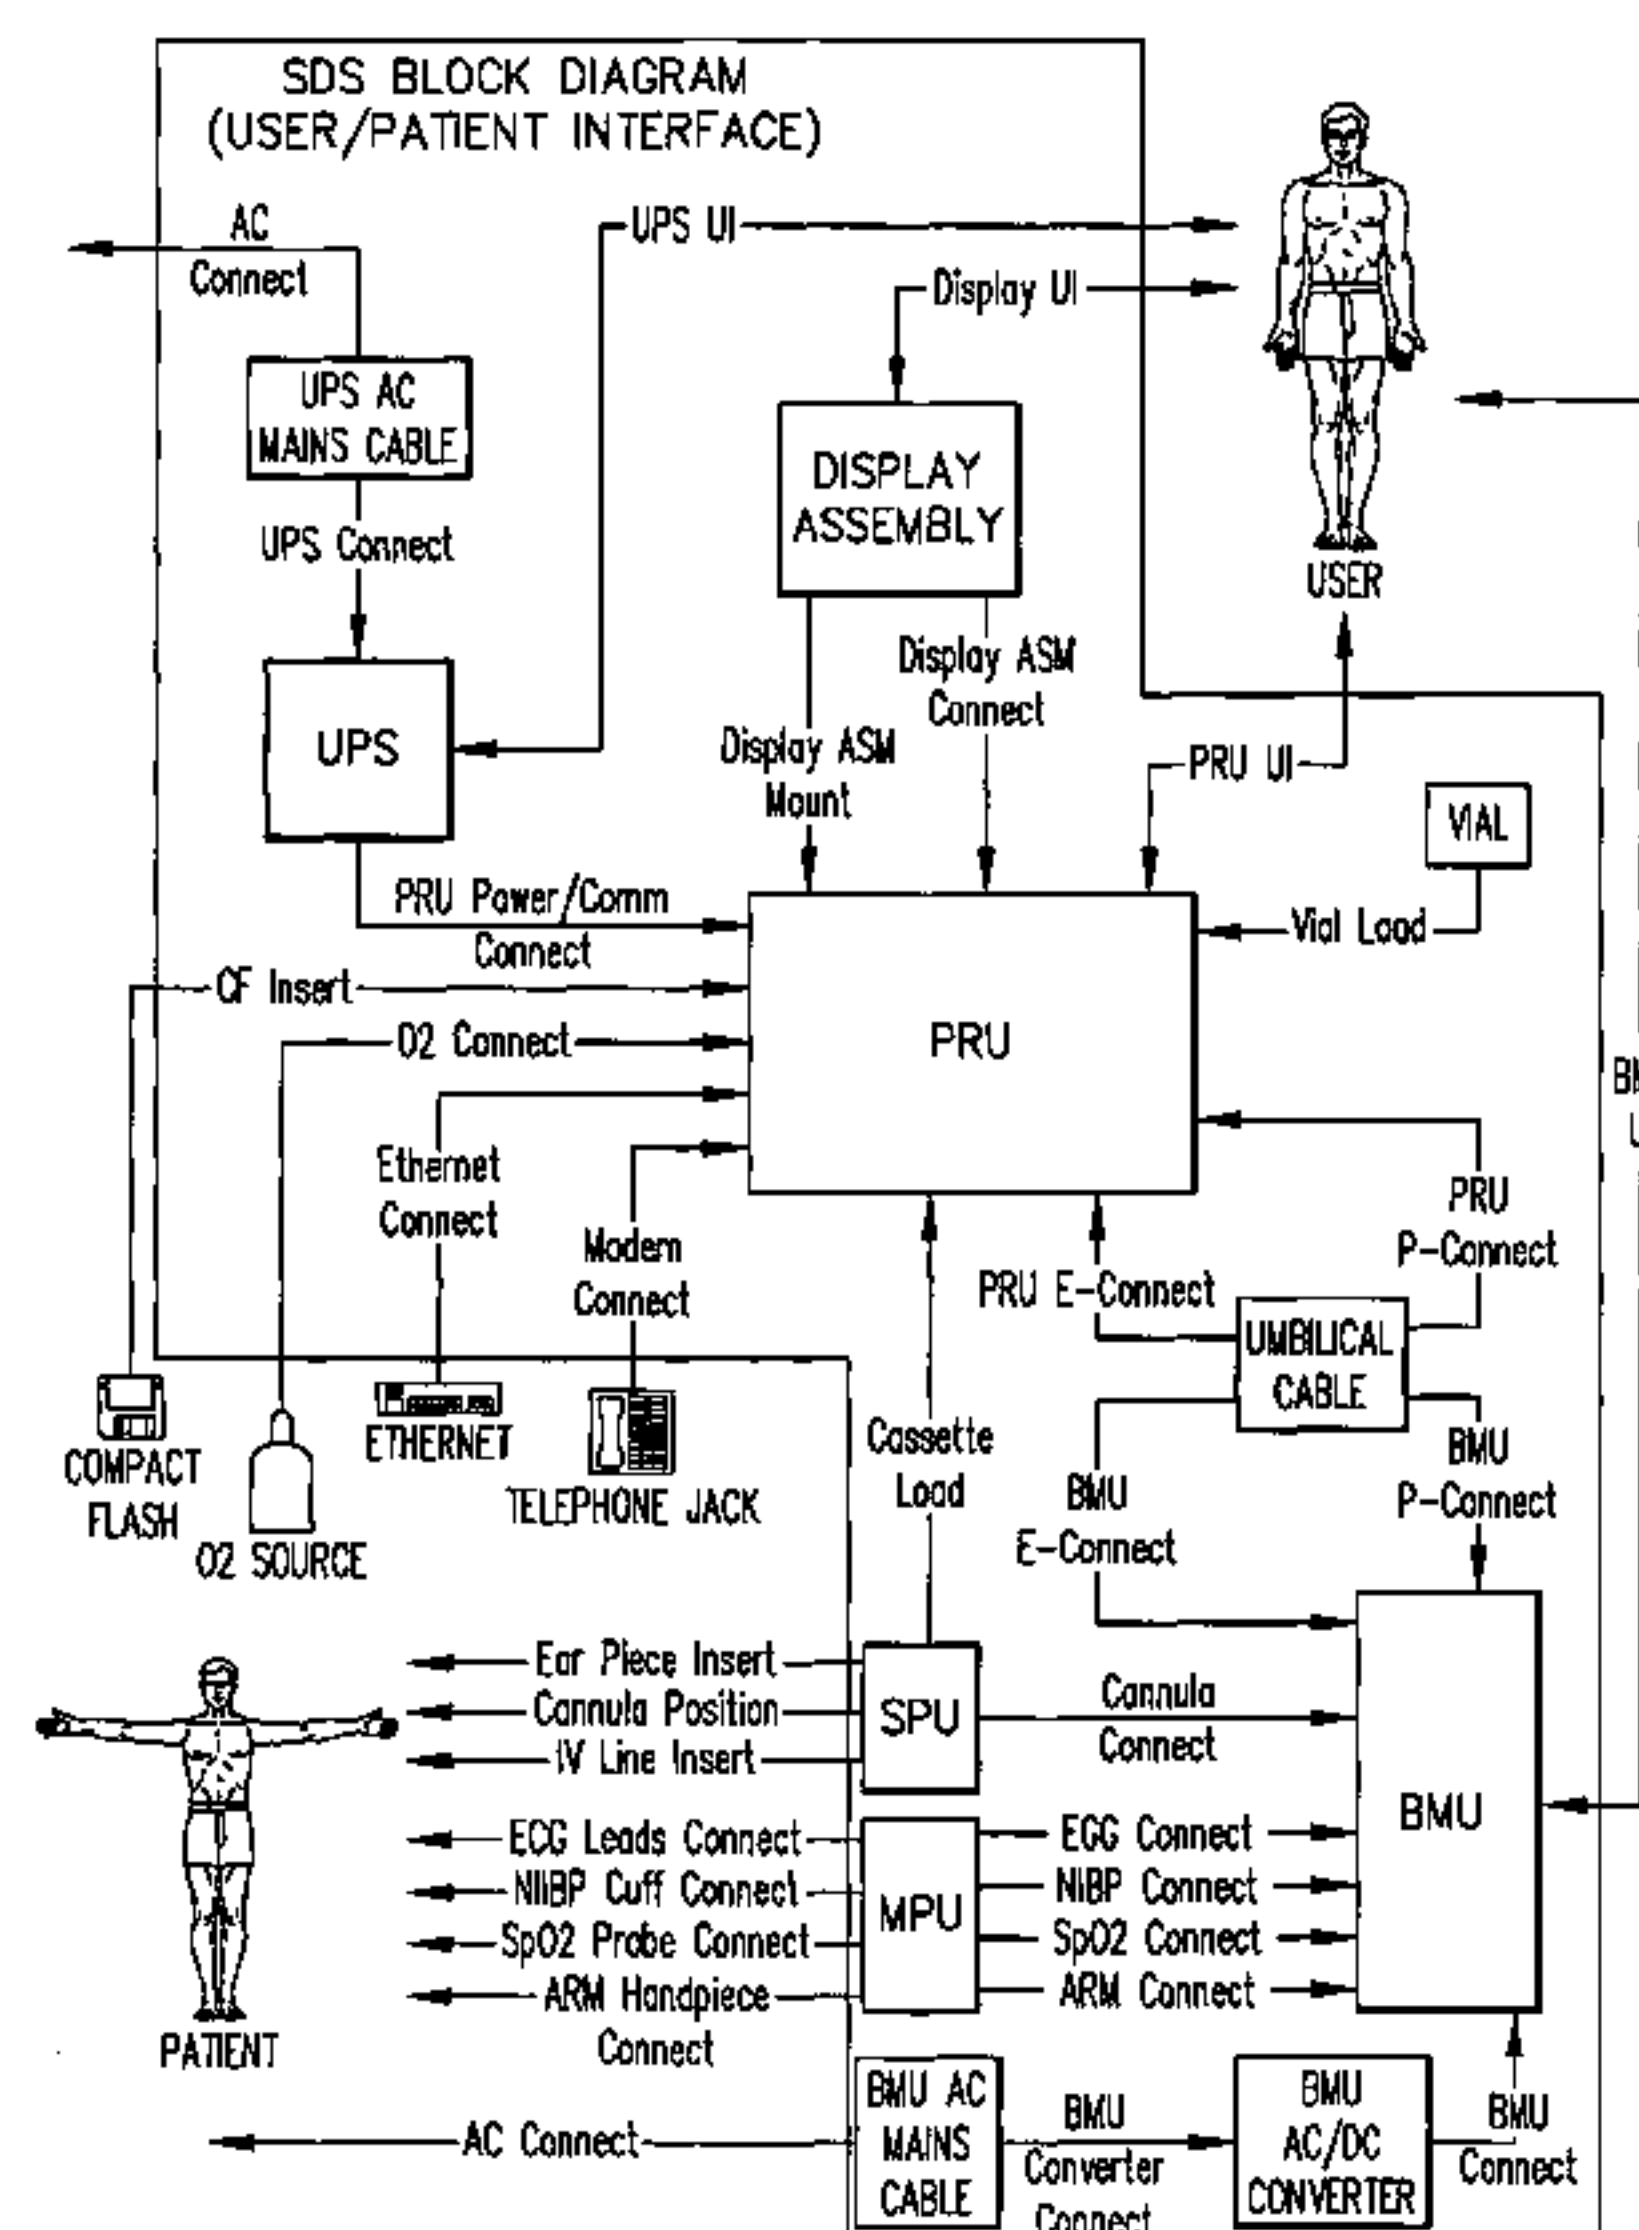 SDS BLOCK DIAGRAM
(USER/PATIENT INTERFACE)
AC
Connect
UPS UI
Display UI
UPS AC
MAINS CABLE
DISPLAY
ASSEMBLY
UPS Connect
USER
Display ASM
Connect
UPS
Display ASM
Mount
PRU UI
VIAL
PRU Power/Comm
Connect
Vial Load
CF Insert
O2 Connect
PRU
Ethernet
Connect
PRU
P-Connect
Modem
Connect
PRU E-Connect
UMBILICAL
CABLE
COMPACT
FLASH
O2 SOURCE
ETHERNET
TELEPHONE JACK
Cassette
Load
BMU
E-Connect
BMU
P-Connect
Ear Piece Insert
Cannula Position
IV Line Insert
SPU
Cannula
Connect
BMU
ECG Leads Connect
NIIBP Cuff Connect
SpO2 Probe Connect
ARM Handpiece
Connect
MPU
EGG Connect
NIBP Connect
SpO2 Connect
ARM Connect
PATIENT
AC Connect
BMU AC
MAINS
CABLE
BMU
Converter
Connect
BMU
AC/DC
CONVERTER
BMU
Connect